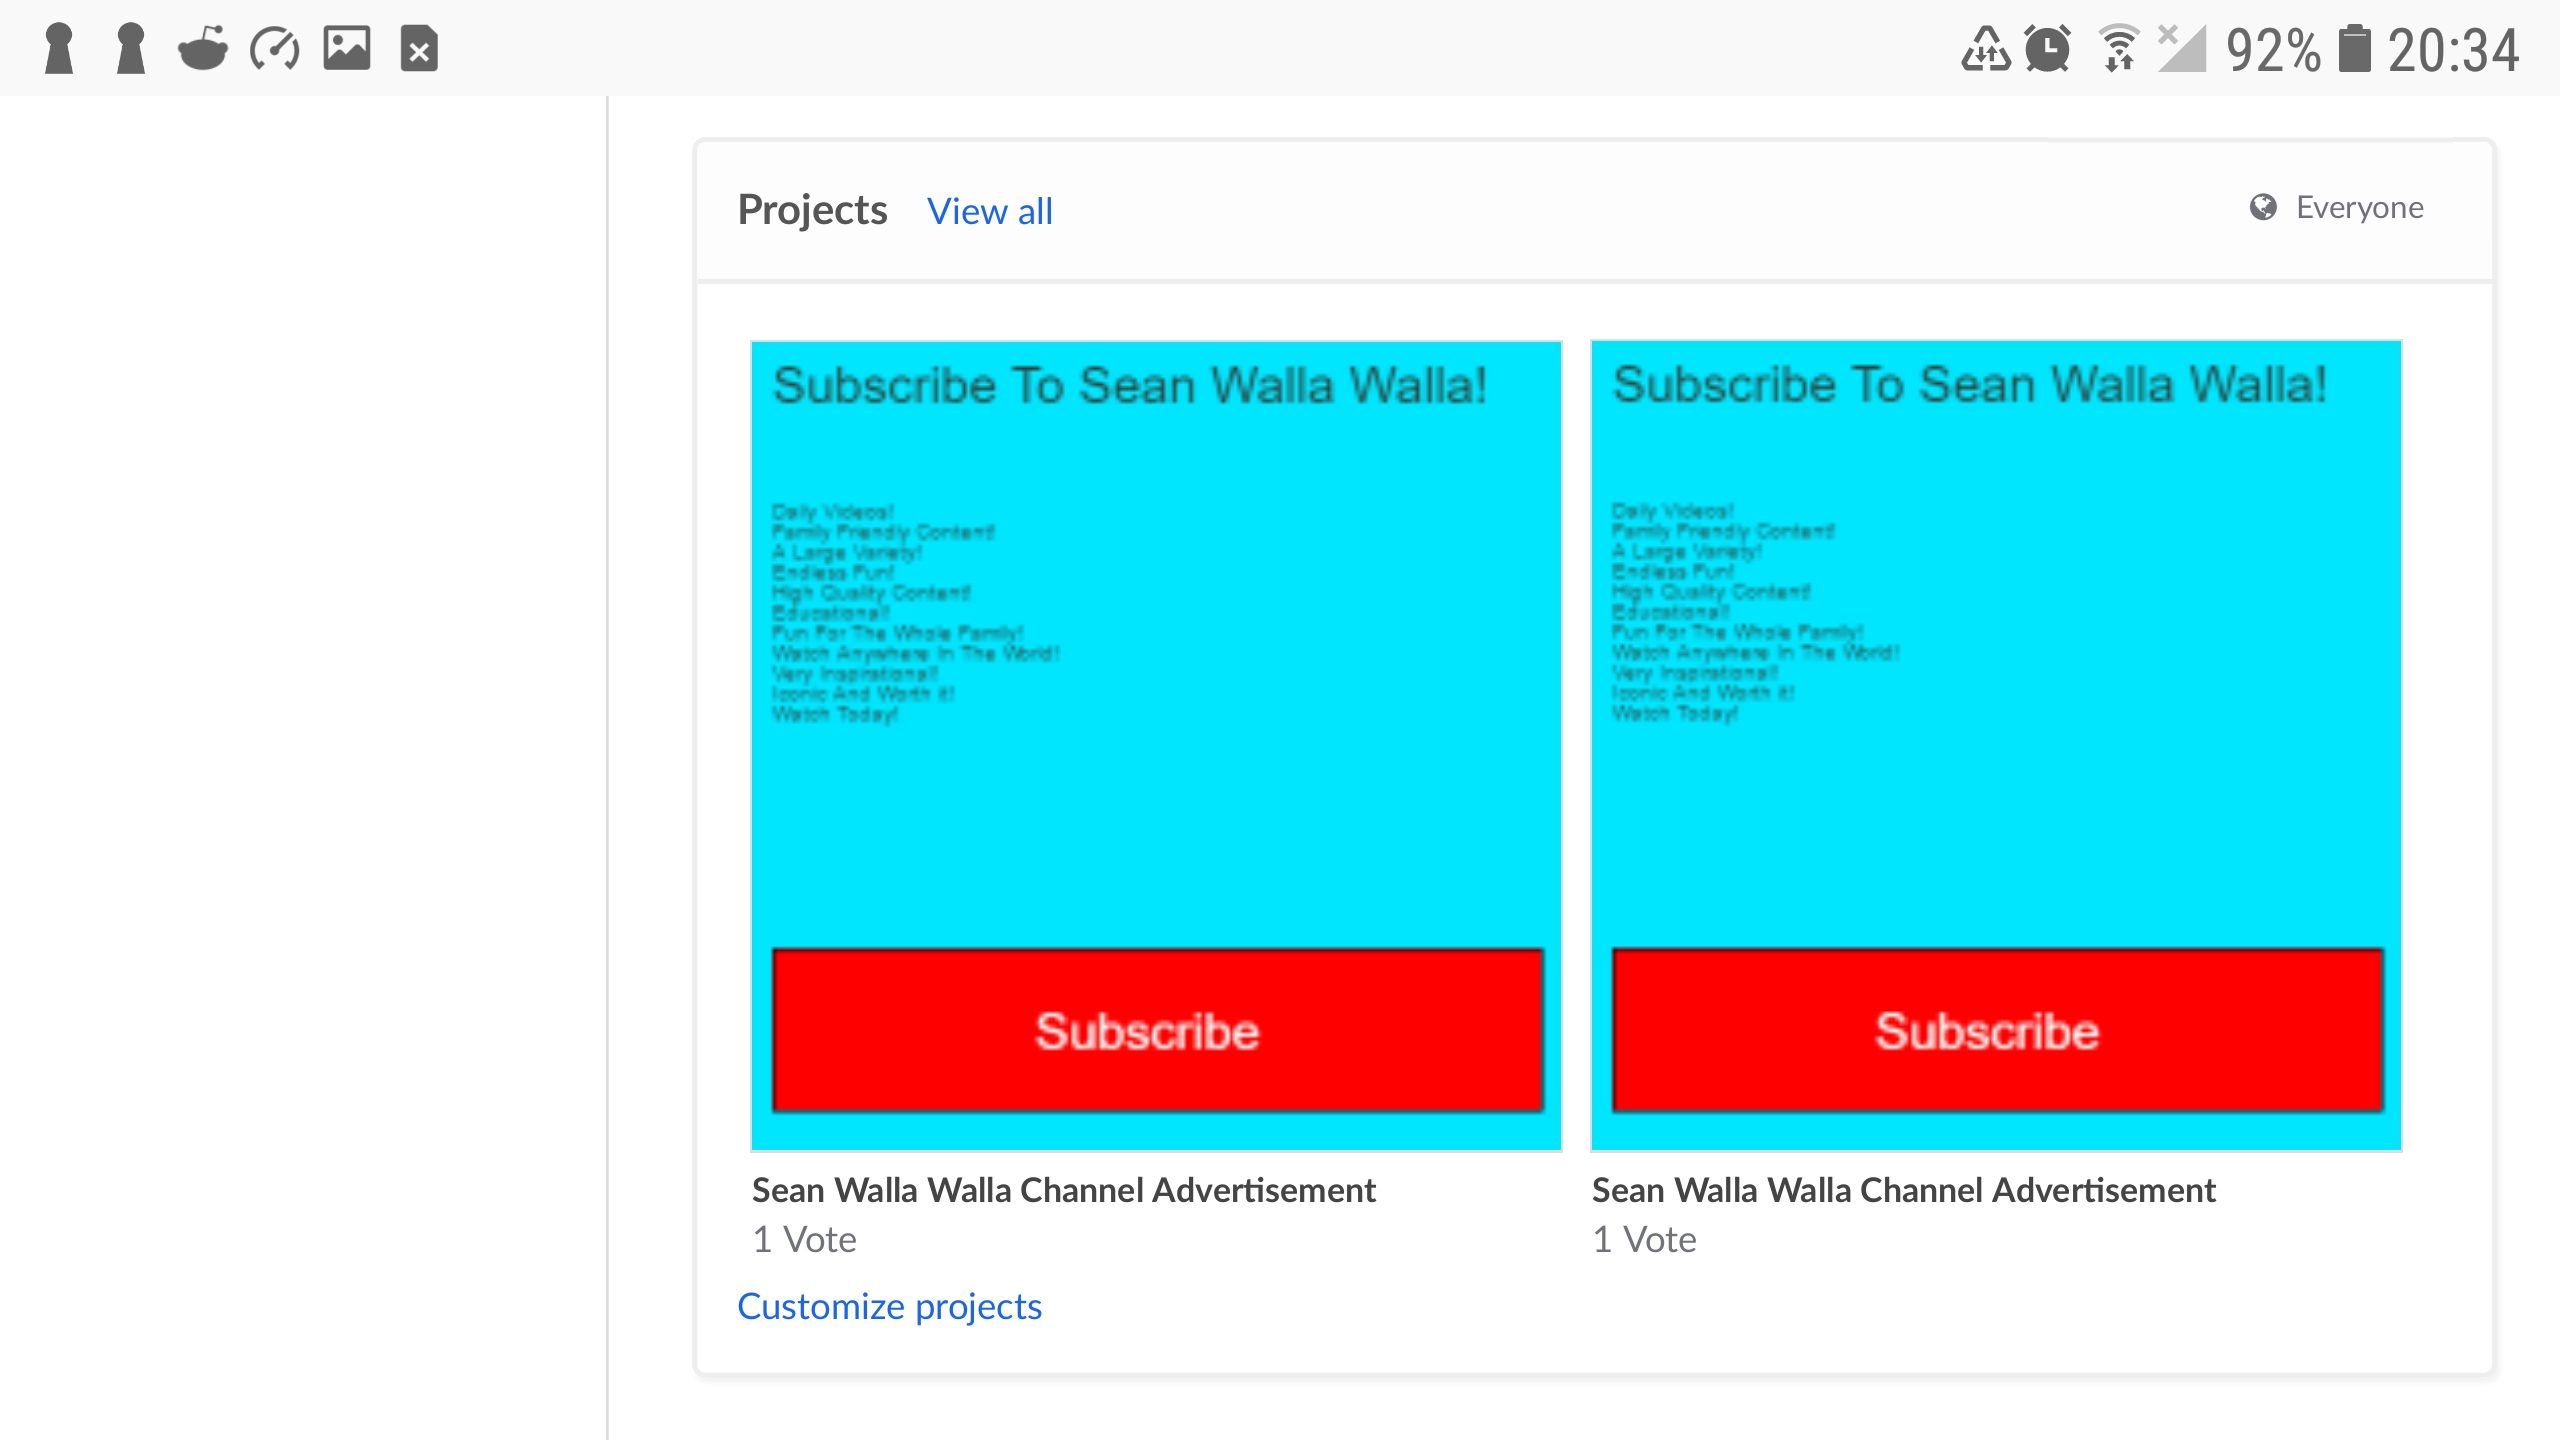 92% 20:34
Projects View all Everyone
Subscribe To Sean Walla Walla!
Daily Videos!
Family Friendly Content!
A Large Variety!
Endless Fun!
High Quality Content!
Educational!
Fun For The Whole Family!
Watch Anywhere In The World!
Very Inspirational!
Iconic And Worth it!
Watch Today!
Subscribe
Sean Walla Walla Channel Advertisement
1 Vote
Subscribe To Sean Walla Walla!
Daily Videos!
Family Friendly Content!
A Large Variety!
Endless Fun!
High Quality Content!
Educational!
Fun For The Whole Family!
Watch Anywhere In The World!
Very Inspirational!
Iconic And Worth it!
Watch Today!
Subscribe
Sean Walla Walla Channel Advertisement
1 Vote
Customize projects